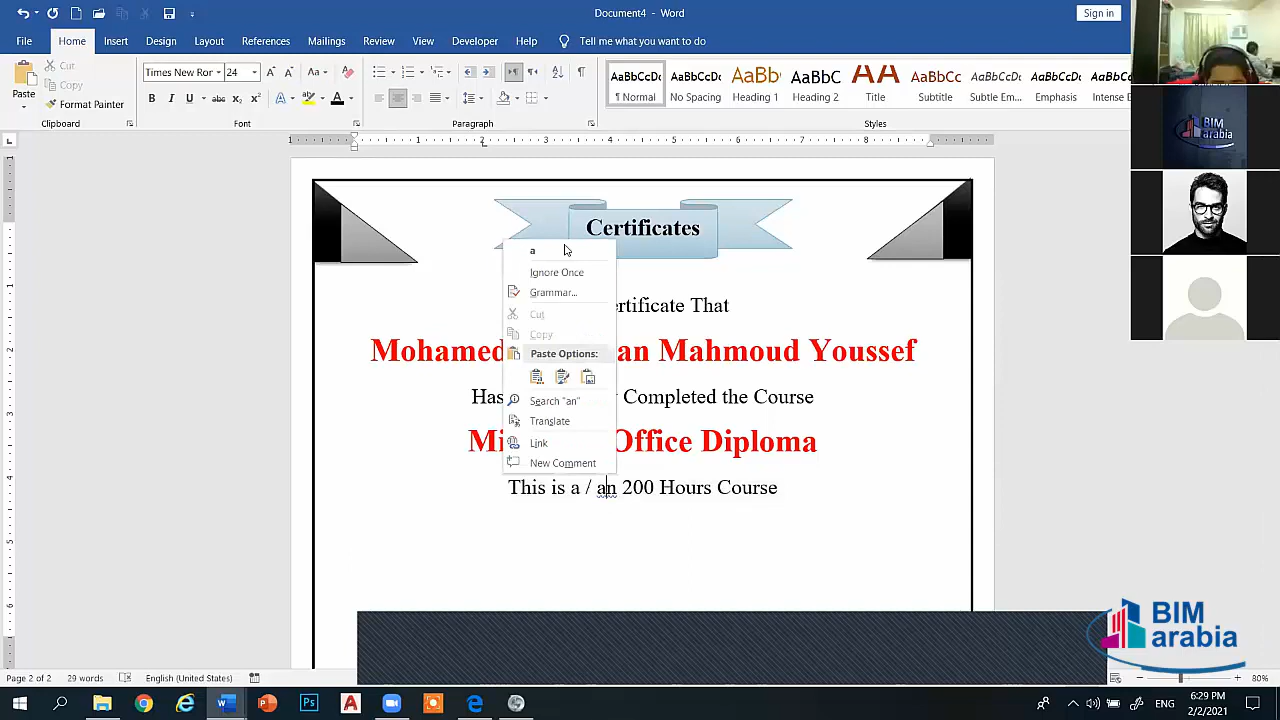 Document4 - Word
Sign in
File Home Insert Design Layout References Mailings Review View Developer Help Tell me what you want to do
Paste
Cut
Copy
Format Painter
Times New Ror 24
Clipboard Font Paragraph Styles
AaBbCcDc AaBbCcDc AaBb AaBbC AA AaBbCc AaBbCcDc AaBbCcDc AaBbCc
¶ Normal No Spacing Heading 1 Heading 2 Title Subtitle Subtle Em... Emphasis Intense E
Certificates
ertificate That
Mohamed an Mahmoud Youssef
Has Completed the Course
Mi Office Diploma
This is a / an 200 Hours Course
a
Ignore Once
Grammar...
Cut
Copy
Paste Options:
Search "an"
Translate
Link
New Comment
BIM
arabia
BIM
arabia
Page 2 of 2 29 words English (United States) 80%
ENG
6:29 PM
2/2/2021